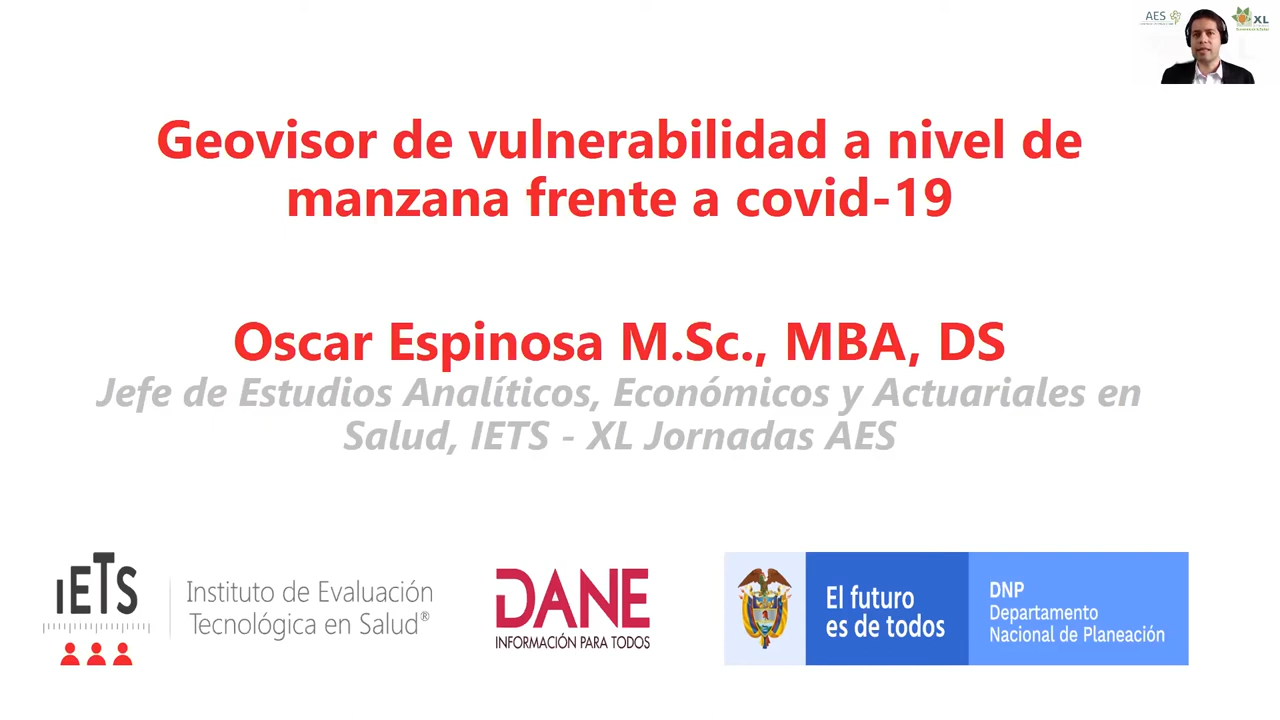 AES
XL
Geovisor de vulnerabilidad a nivel de
manzana frente a covid-19
Oscar Espinosa M.Sc., MBA, DS
Jefe de Estudios Analíticos, Económicos y Actuariales en
Salud, IETS - XL Jornadas AES
IETS
Instituto de Evaluación
Tecnológica en Salud®
DANE
INFORMACIÓN PARA TODOS
El futuro
es de todos
DNP
Departamento
Nacional de Planeación